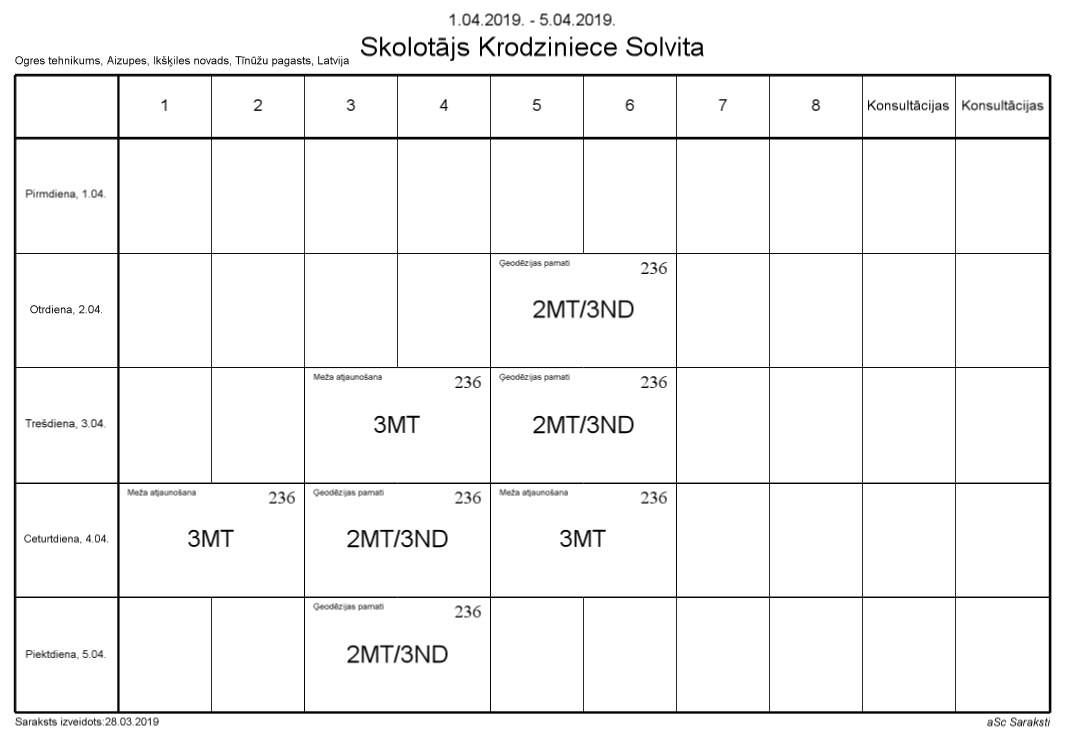 1.04.2019. - 5.04.2019.
Skolotājs Krodziniece Solvita
Ogres tehnikums, Aizupes, Ikšķiles novads, Tīnūžu pagasts, Latvija
1 2 3 4 5 6 7 8 Konsultācijas Konsultācijas
Pirmdiena, 1.04.
Ģeodēzijas pamati 236
Otrdiena, 2.04. 2MT/3ND
Meža atjaunošana 236 Ģeodēzijas pamati 236
Trešdiena, 3.04. 3MT 2MT/3ND
Meža atjaunošana 236 Ģeodēzijas pamati 236 Meža atjaunošana 236
Ceturtdiena, 4.04. 3MT 2MT/3ND 3MT
Ģeodēzijas pamati 236
Piektdiena, 5.04. 2MT/3ND
Saraksts izveidots:28.03.2019 aSc Saraksti